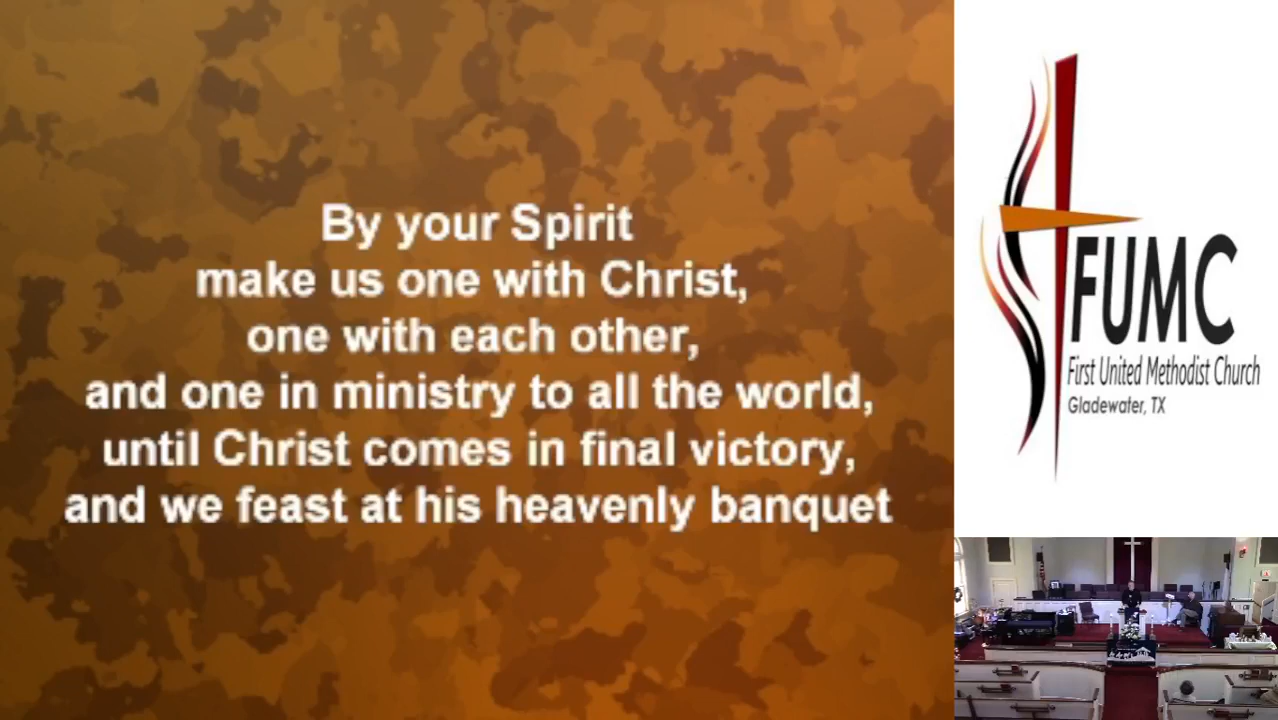 By your Spirit
make us one with Christ,
one with each other,
and one in ministry to all the world,
until Christ comes in final victory,
and we feast at his heavenly banquet
FUMC
First United Methodist Church
Gladewater, TX